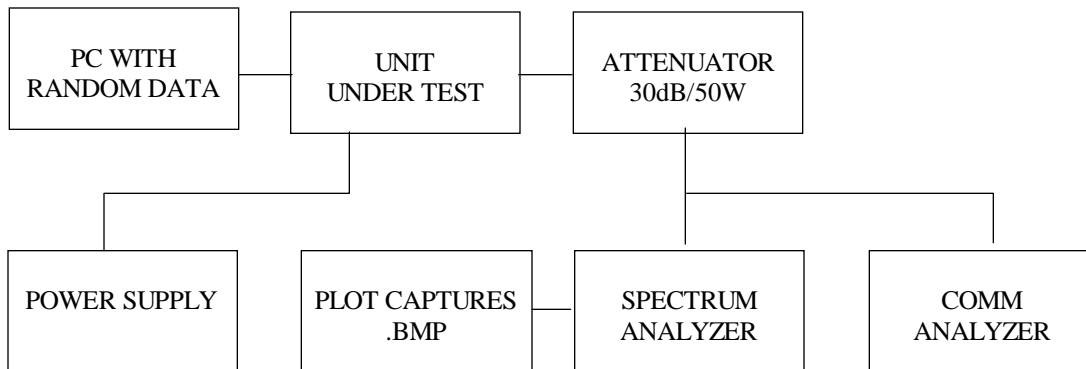 PC WITH
RANDOM DATA
UNIT
UNDER TEST
ATTENUATOR
30dB/50W
POWER SUPPLY
PLOT CAPTURES
.BMP
SPECTRUM
ANALYZER
COMM
ANALYZER